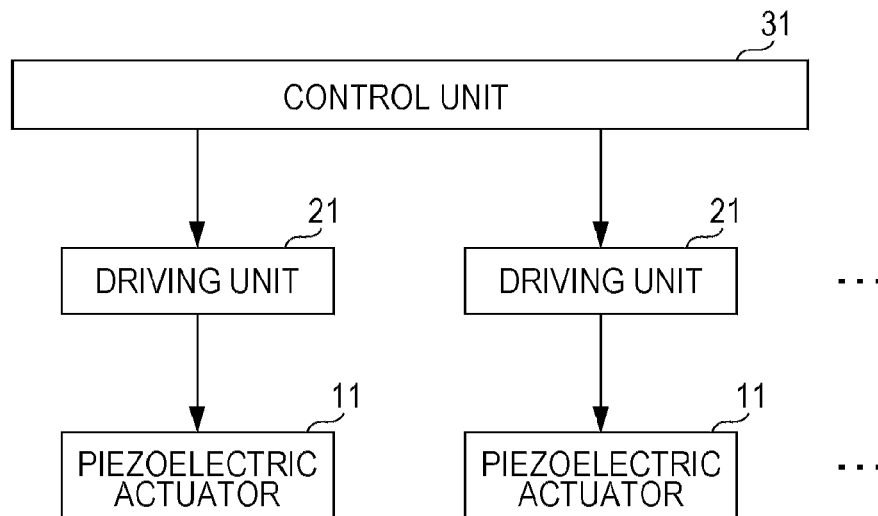 31
CONTROL UNIT
21
21
DRIVING UNIT
DRIVING UNIT
...
11
11
PIEZOELECTRIC
ACTUATOR
PIEZOELECTRIC
ACTUATOR
...